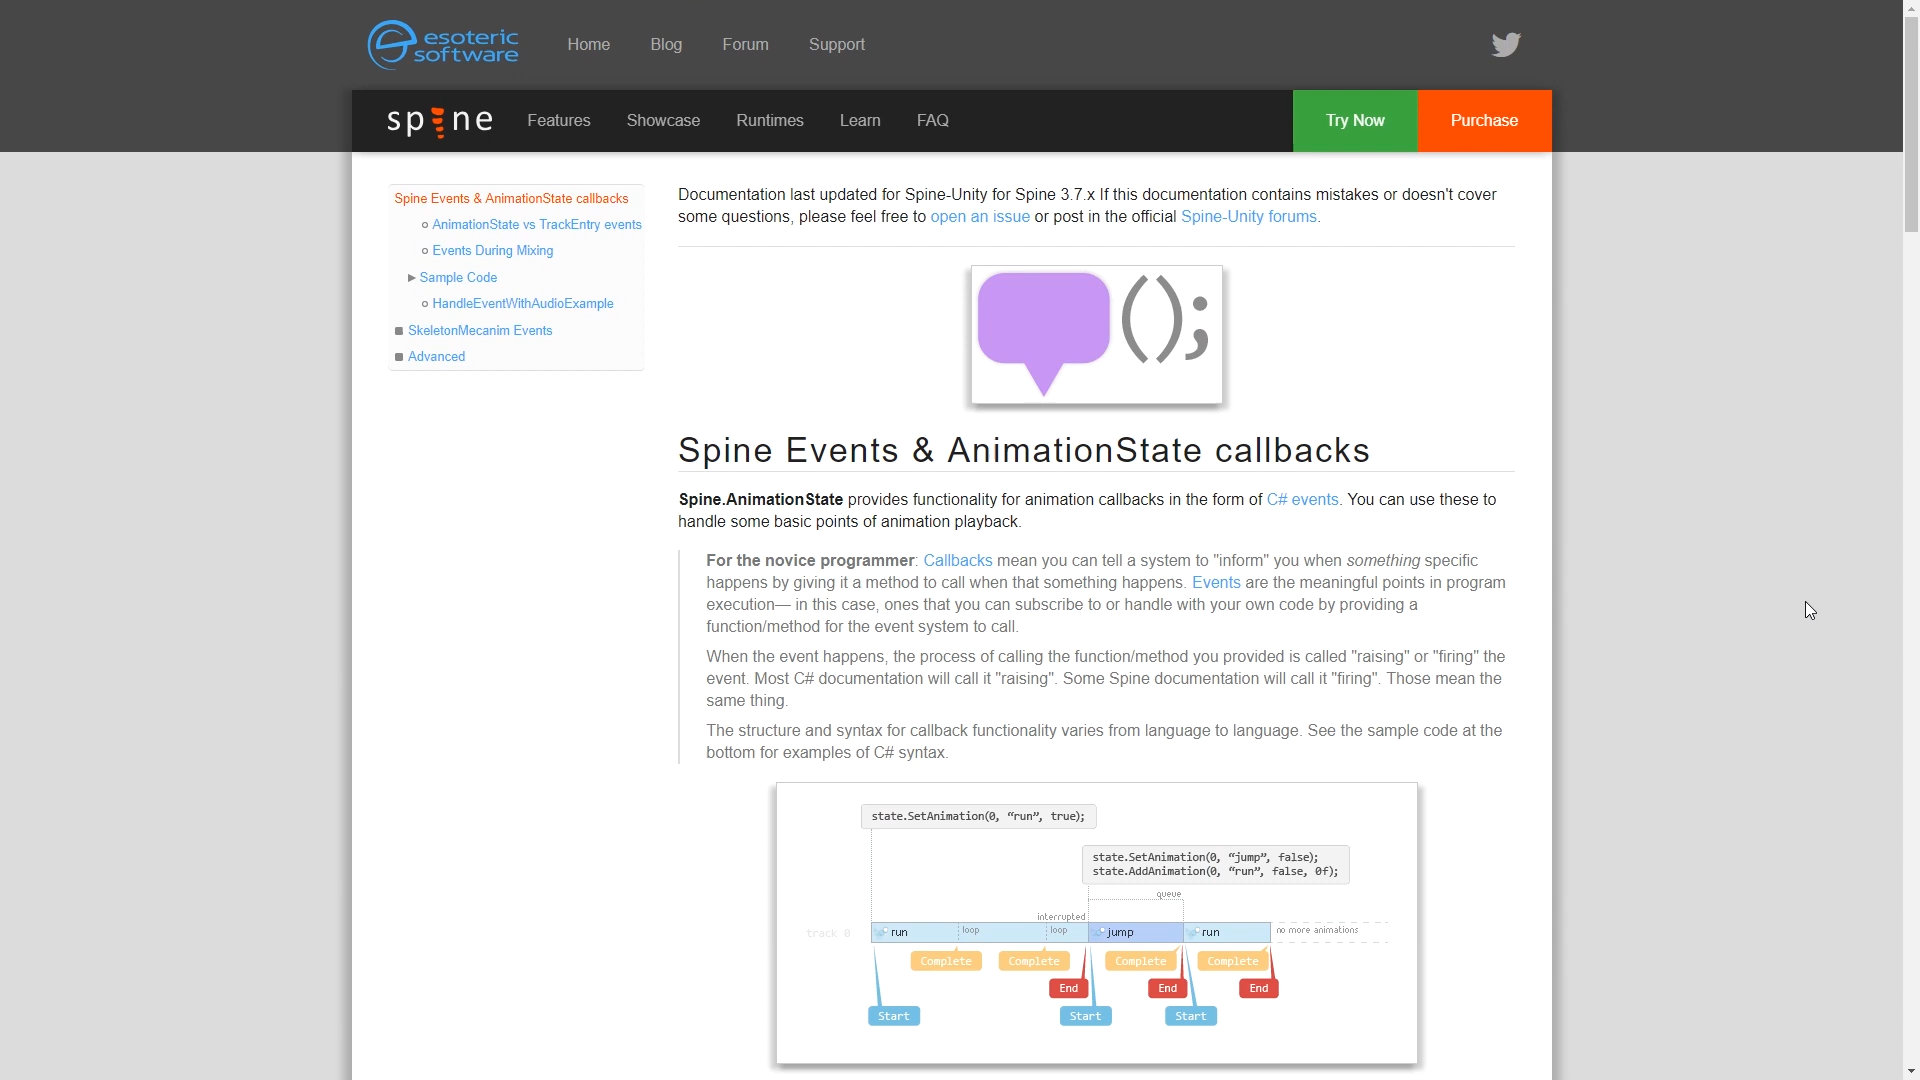 esoteric software
Home Blog Forum Support
spine Features Showcase Runtimes Learn FAQ Try Now Purchase
Spine Events & AnimationState callbacks
AnimationState vs TrackEntry events
Events During Mixing
Sample Code
HandleEventWithAudioExample
SkeletonMecanim Events
Advanced
Documentation last updated for Spine-Unity for Spine 3.7.x If this documentation contains mistakes or doesn't cover
some questions, please feel free to open an issue or post in the official Spine-Unity forums.
();
Spine Events & AnimationState callbacks
Spine.AnimationState provides functionality for animation callbacks in the form of C# events. You can use these to
handle some basic points of animation playback.
For the novice programmer: Callbacks mean you can tell a system to "inform" you when something specific
happens by giving it a method to call when that something happens. Events are the meaningful points in program
execution— in this case, ones that you can subscribe to or handle with your own code by providing a
function/method for the event system to call.
When the event happens, the process of calling the function/method you provided is called "raising" or "firing" the
event. Most C# documentation will call it "raising". Some Spine documentation will call it "firing". Those mean the
same thing.
The structure and syntax for callback functionality varies from language to language. See the sample code at the
bottom for examples of C# syntax.
state.SetAnimation(0, “run”, true);
state.SetAnimation(0, “jump”, false);
state.AddAnimation(0, “run”, false, 0f);
queue
interrupted
track 0 run loop loop jump run no more animations
Complete Complete Complete Complete
End End End
Start Start Start